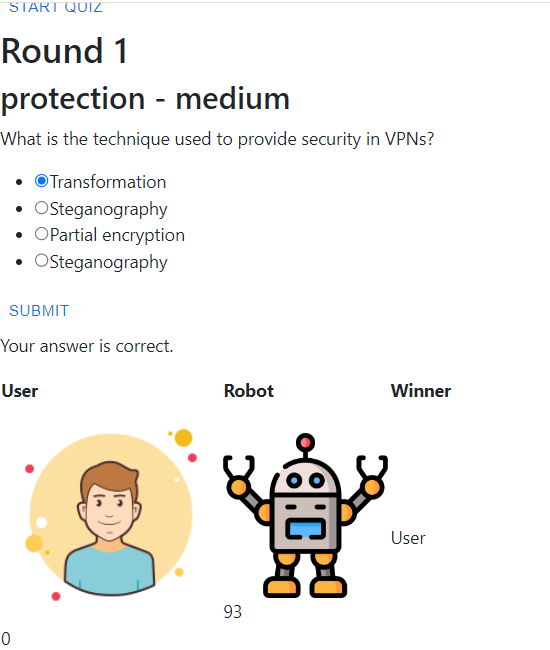 START QUIZ
Round 1
protection - medium
What is the technique used to provide security in VPNs?
Transformation
Steganography
Partial encryption
Steganography
SUBMIT
Your answer is correct.
User Robot Winner
User
93
0